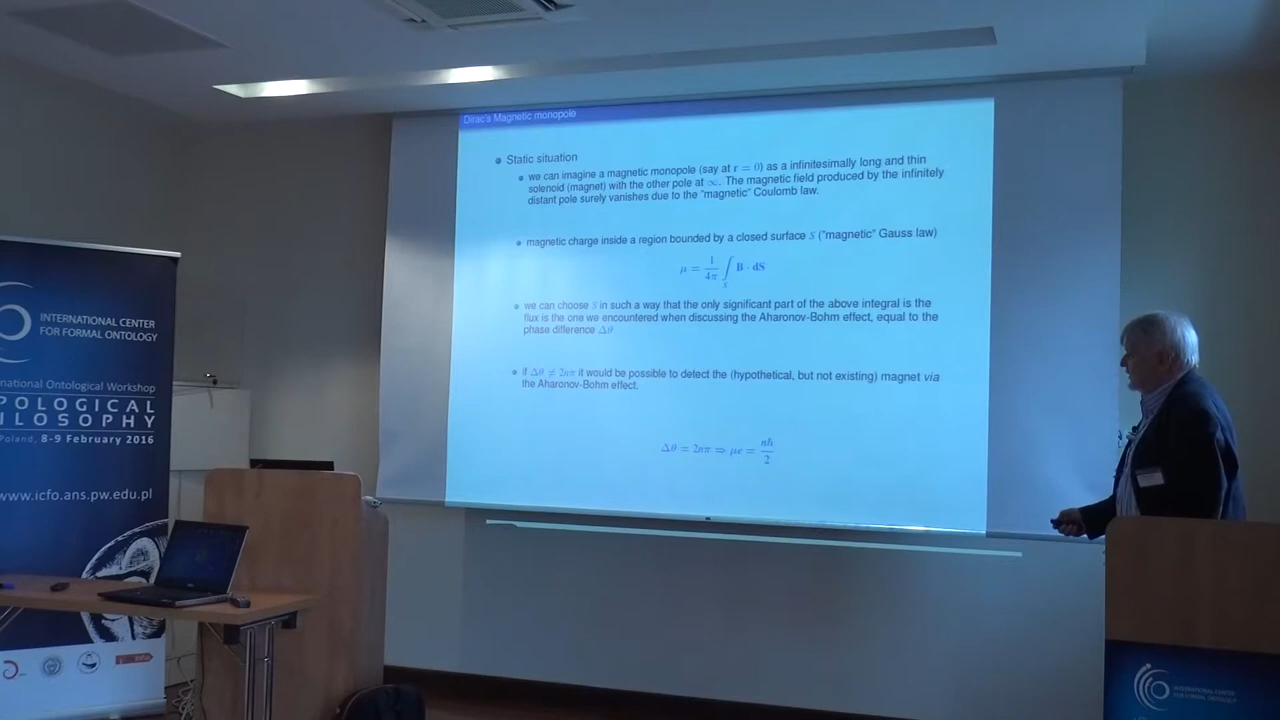 Dirac's Magnetic monopole
Static situation
we can imagine a magnetic monopole (say at r = 0) as a infinitesimally long and thin
solenoid (magnet) with the other pole at ∞. The magnetic field produced by the infinitely
distant pole surely vanishes due to the "magnetic" Coulomb law.
magnetic charge inside a region bounded by a closed surface S ("magnetic" Gauss law)
μ = 1/4π ∫S B · dS
we can choose S in such a way that the only significant part of the above integral is the
flux is the one we encountered when discussing the Aharonov-Bohm effect, equal to the
phase difference Δθ
if Δθ ≠ 2nπ it would be possible to detect the (hypothetical, but not existing) magnet via
the Aharonov-Bohm effect.
Δθ = 2nπ ⇒ μe = nħ/2
INTERNATIONAL CENTER
FOR FORMAL ONTOLOGY
national Ontological Workshop
POLOGICAL
ILOSOPHY
Poland, 8-9 February 2016
www.icfo.ans.pw.edu.pl
INTERNATIONAL CENTER
FOR FORMAL ONTOLOGY